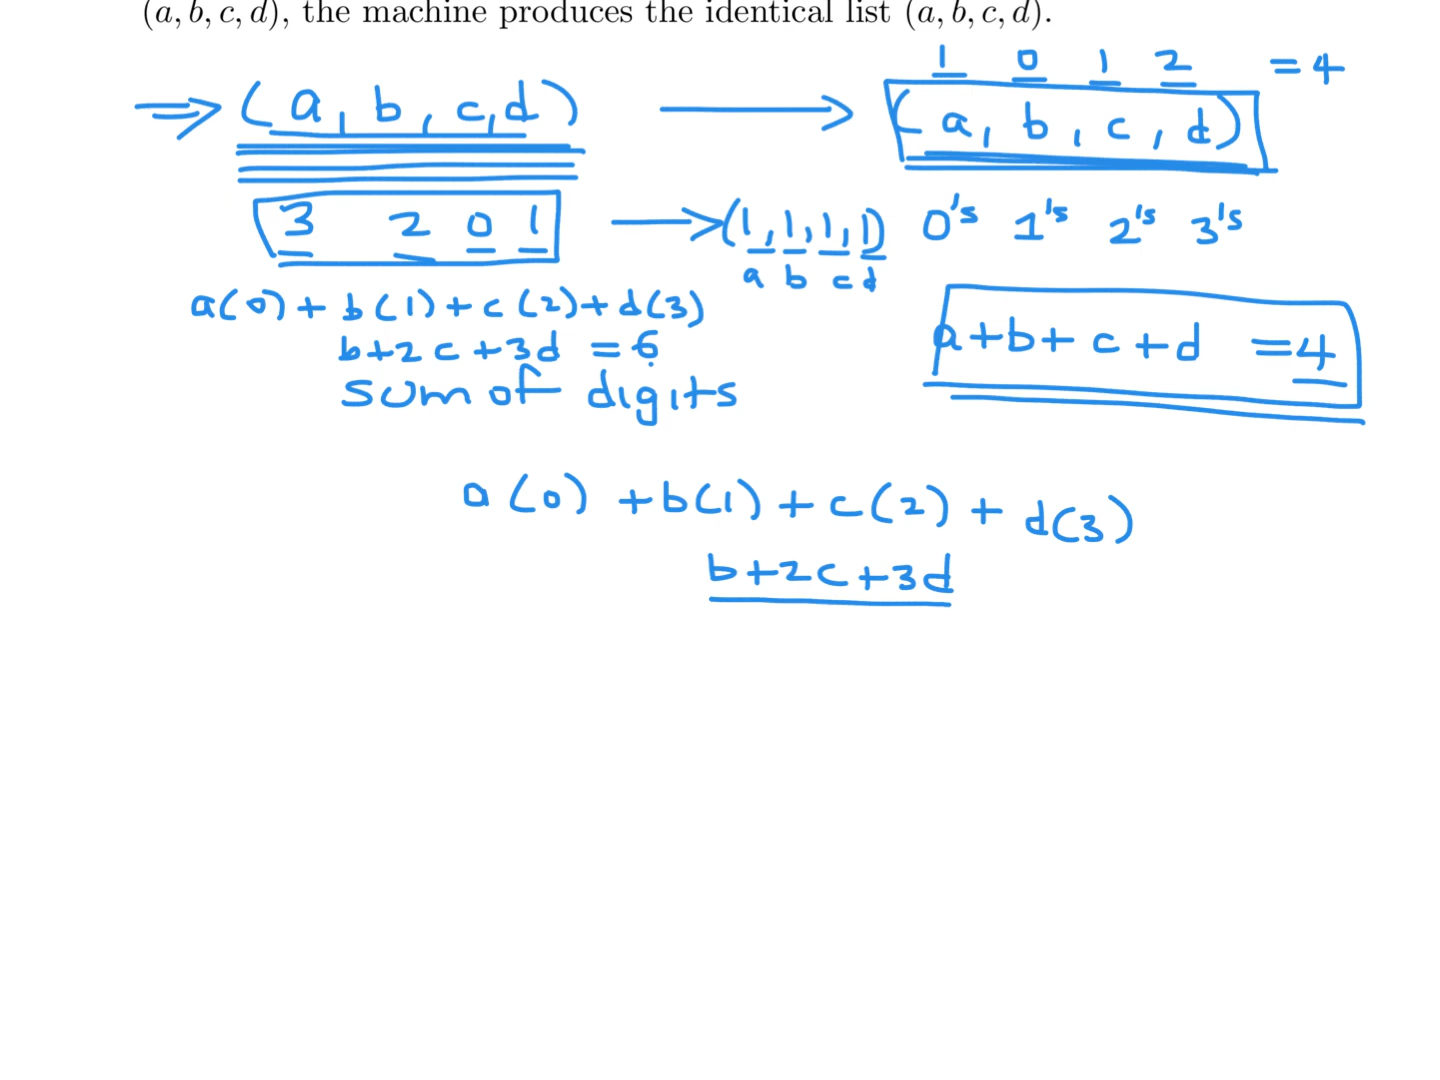 (a, b, c, d), the machine produces the identical list (a, b, c, d).
1 0 1 2 = 4
⇒ (a, b, c, d) → (a, b, c, d)
3 2 0 1 → (1, 1, 1, 1) 0's 1's 2's 3's
a b c d
a(0) + b(1) + c(2) + d(3)
b+2c+3d = 6
a+b+c+d = 4
sum of digits
a(0) + b(1) + c(2) + d(3)
b+2c+3d